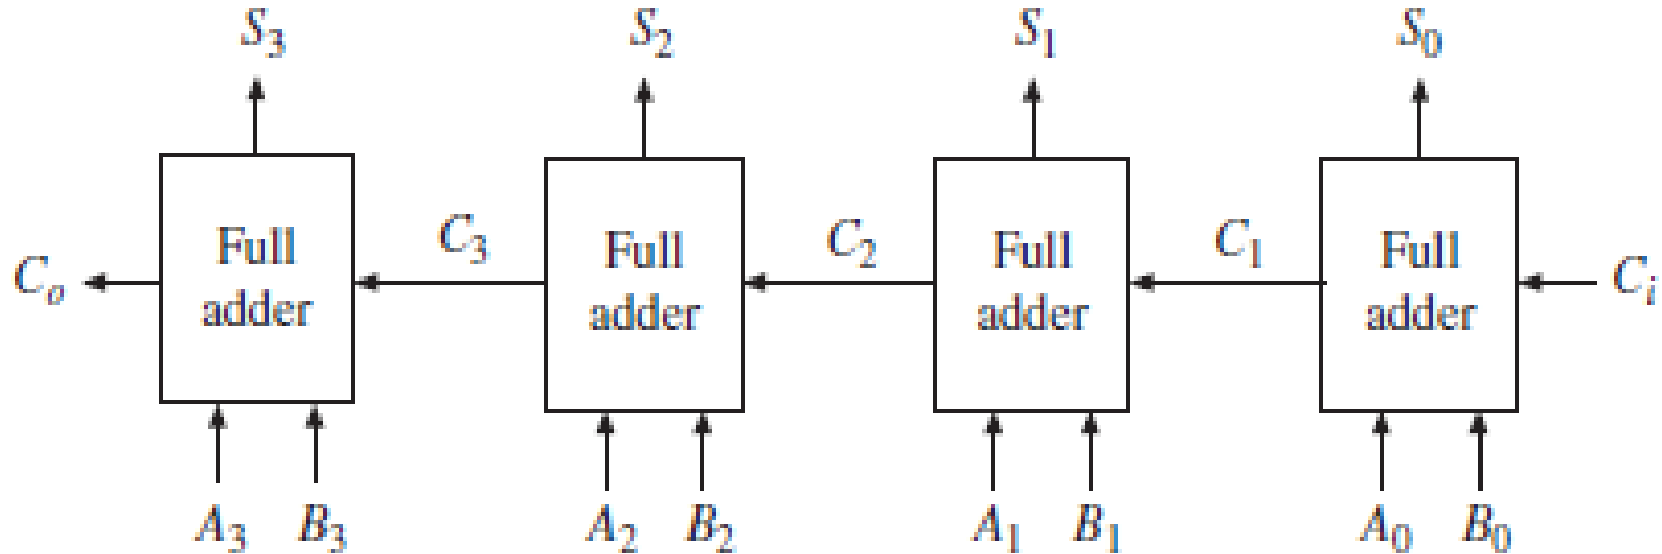 S₃ S₂ S₁ S₀
Full adder
C₃
Full adder
C₂
Full adder
C₁
Full adder
Cₒ
Cᵢ
A₃ B₃ A₂ B₂ A₁ B₁ A₀ B₀